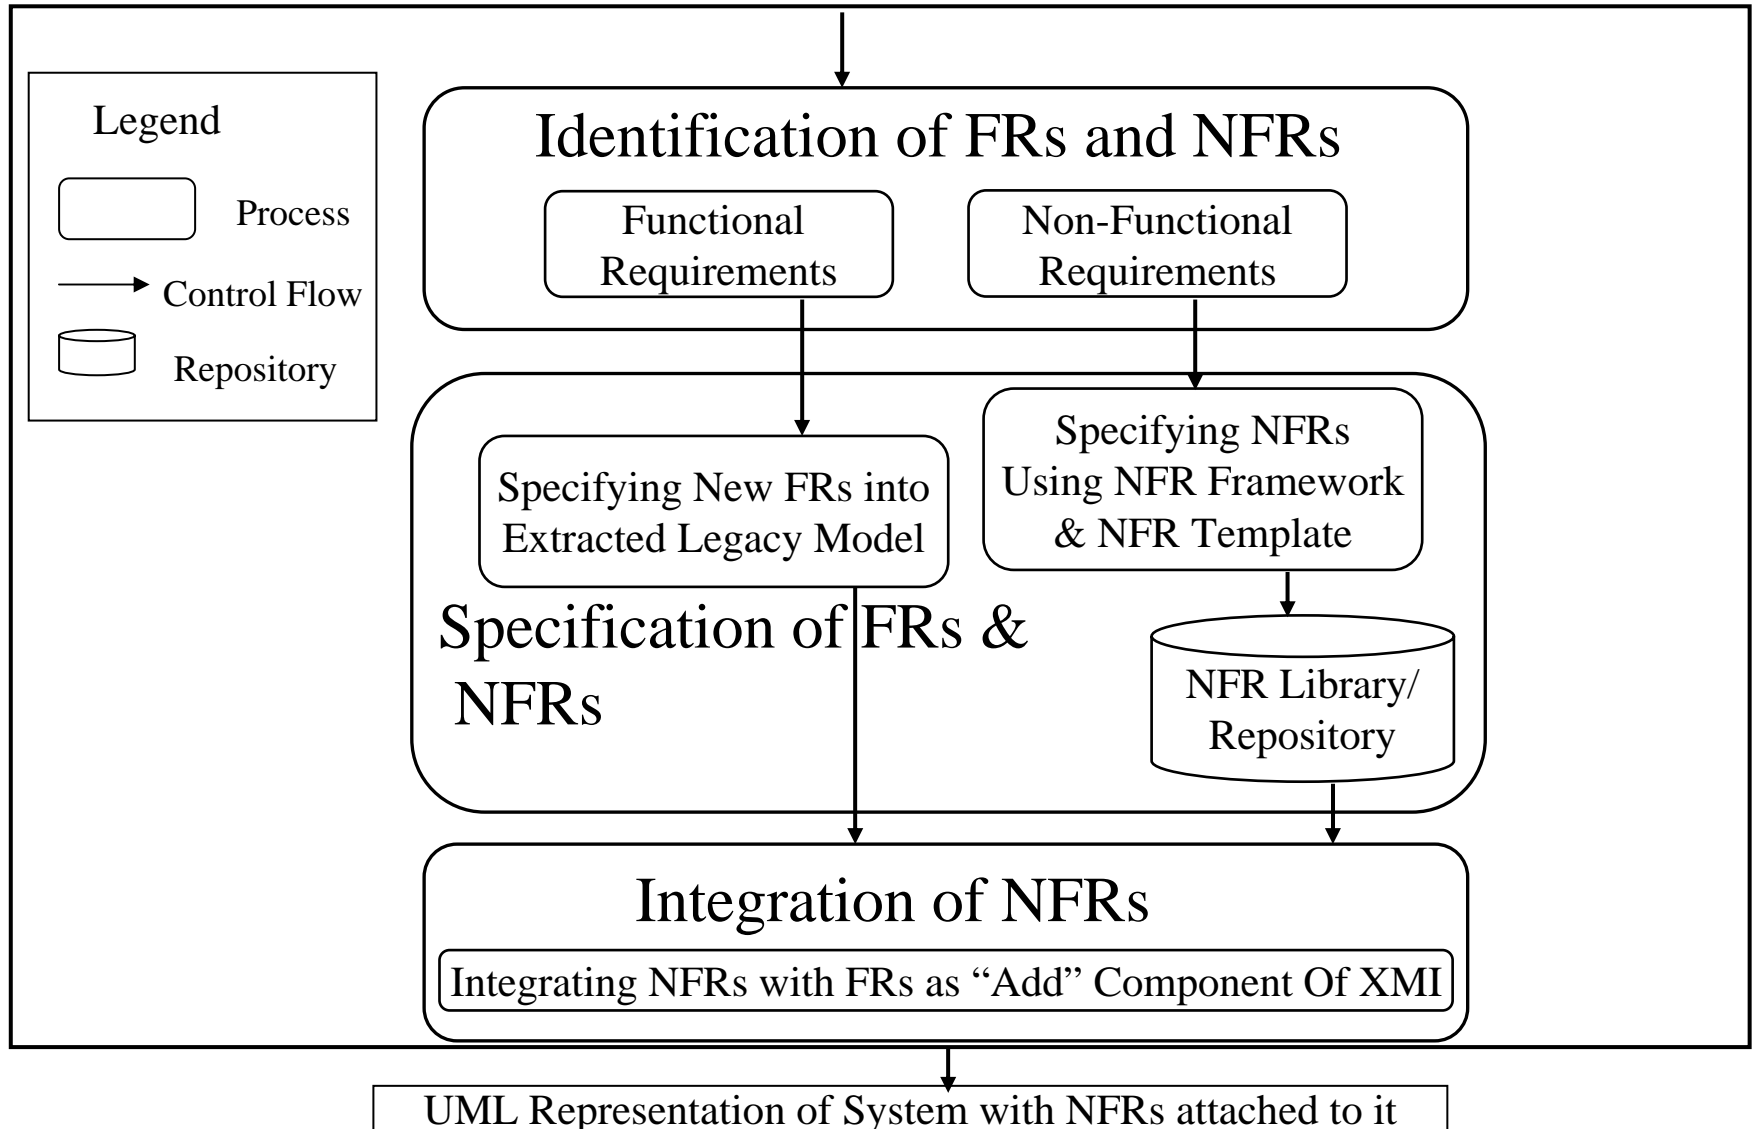 Legend
Process
Control Flow
Repository
Identification of FRs and NFRs
Functional
Requirements
Non-Functional
Requirements
Specifying New FRs into
Extracted Legacy Model
Specifying NFRs
Using NFR Framework
& NFR Template
Specification of FRs &
NFRs
NFR Library/
Repository
Integration of NFRs
Integrating NFRs with FRs as “Add” Component Of XMI
UML Representation of System with NFRs attached to it